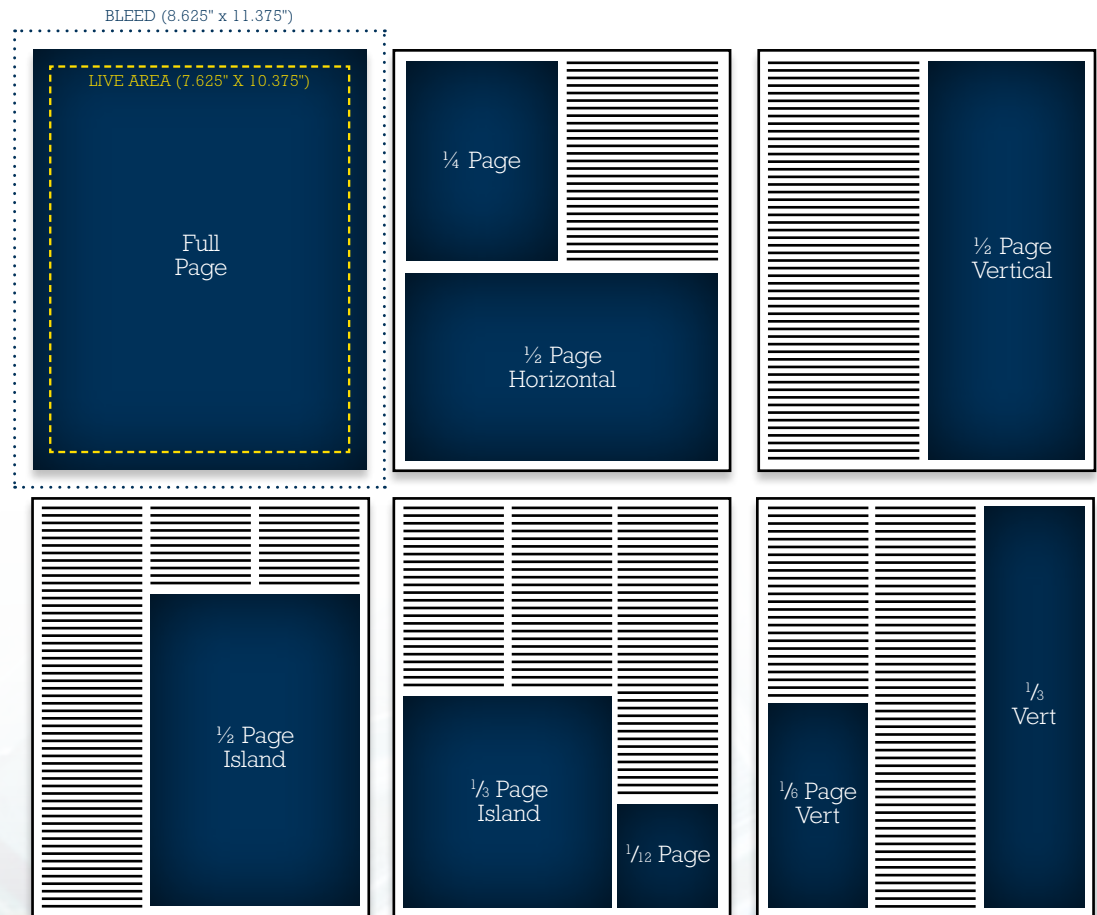 BLEED (8.625" x 11.375")
LIVE AREA (7.625" X 10.375")
Full
Page
¼ Page
½ Page
Horizontal
½ Page
Vertical
½ Page
Island
⅓ Page
Island
1/12 Page
⅙ Page
Vert
⅓
Vert